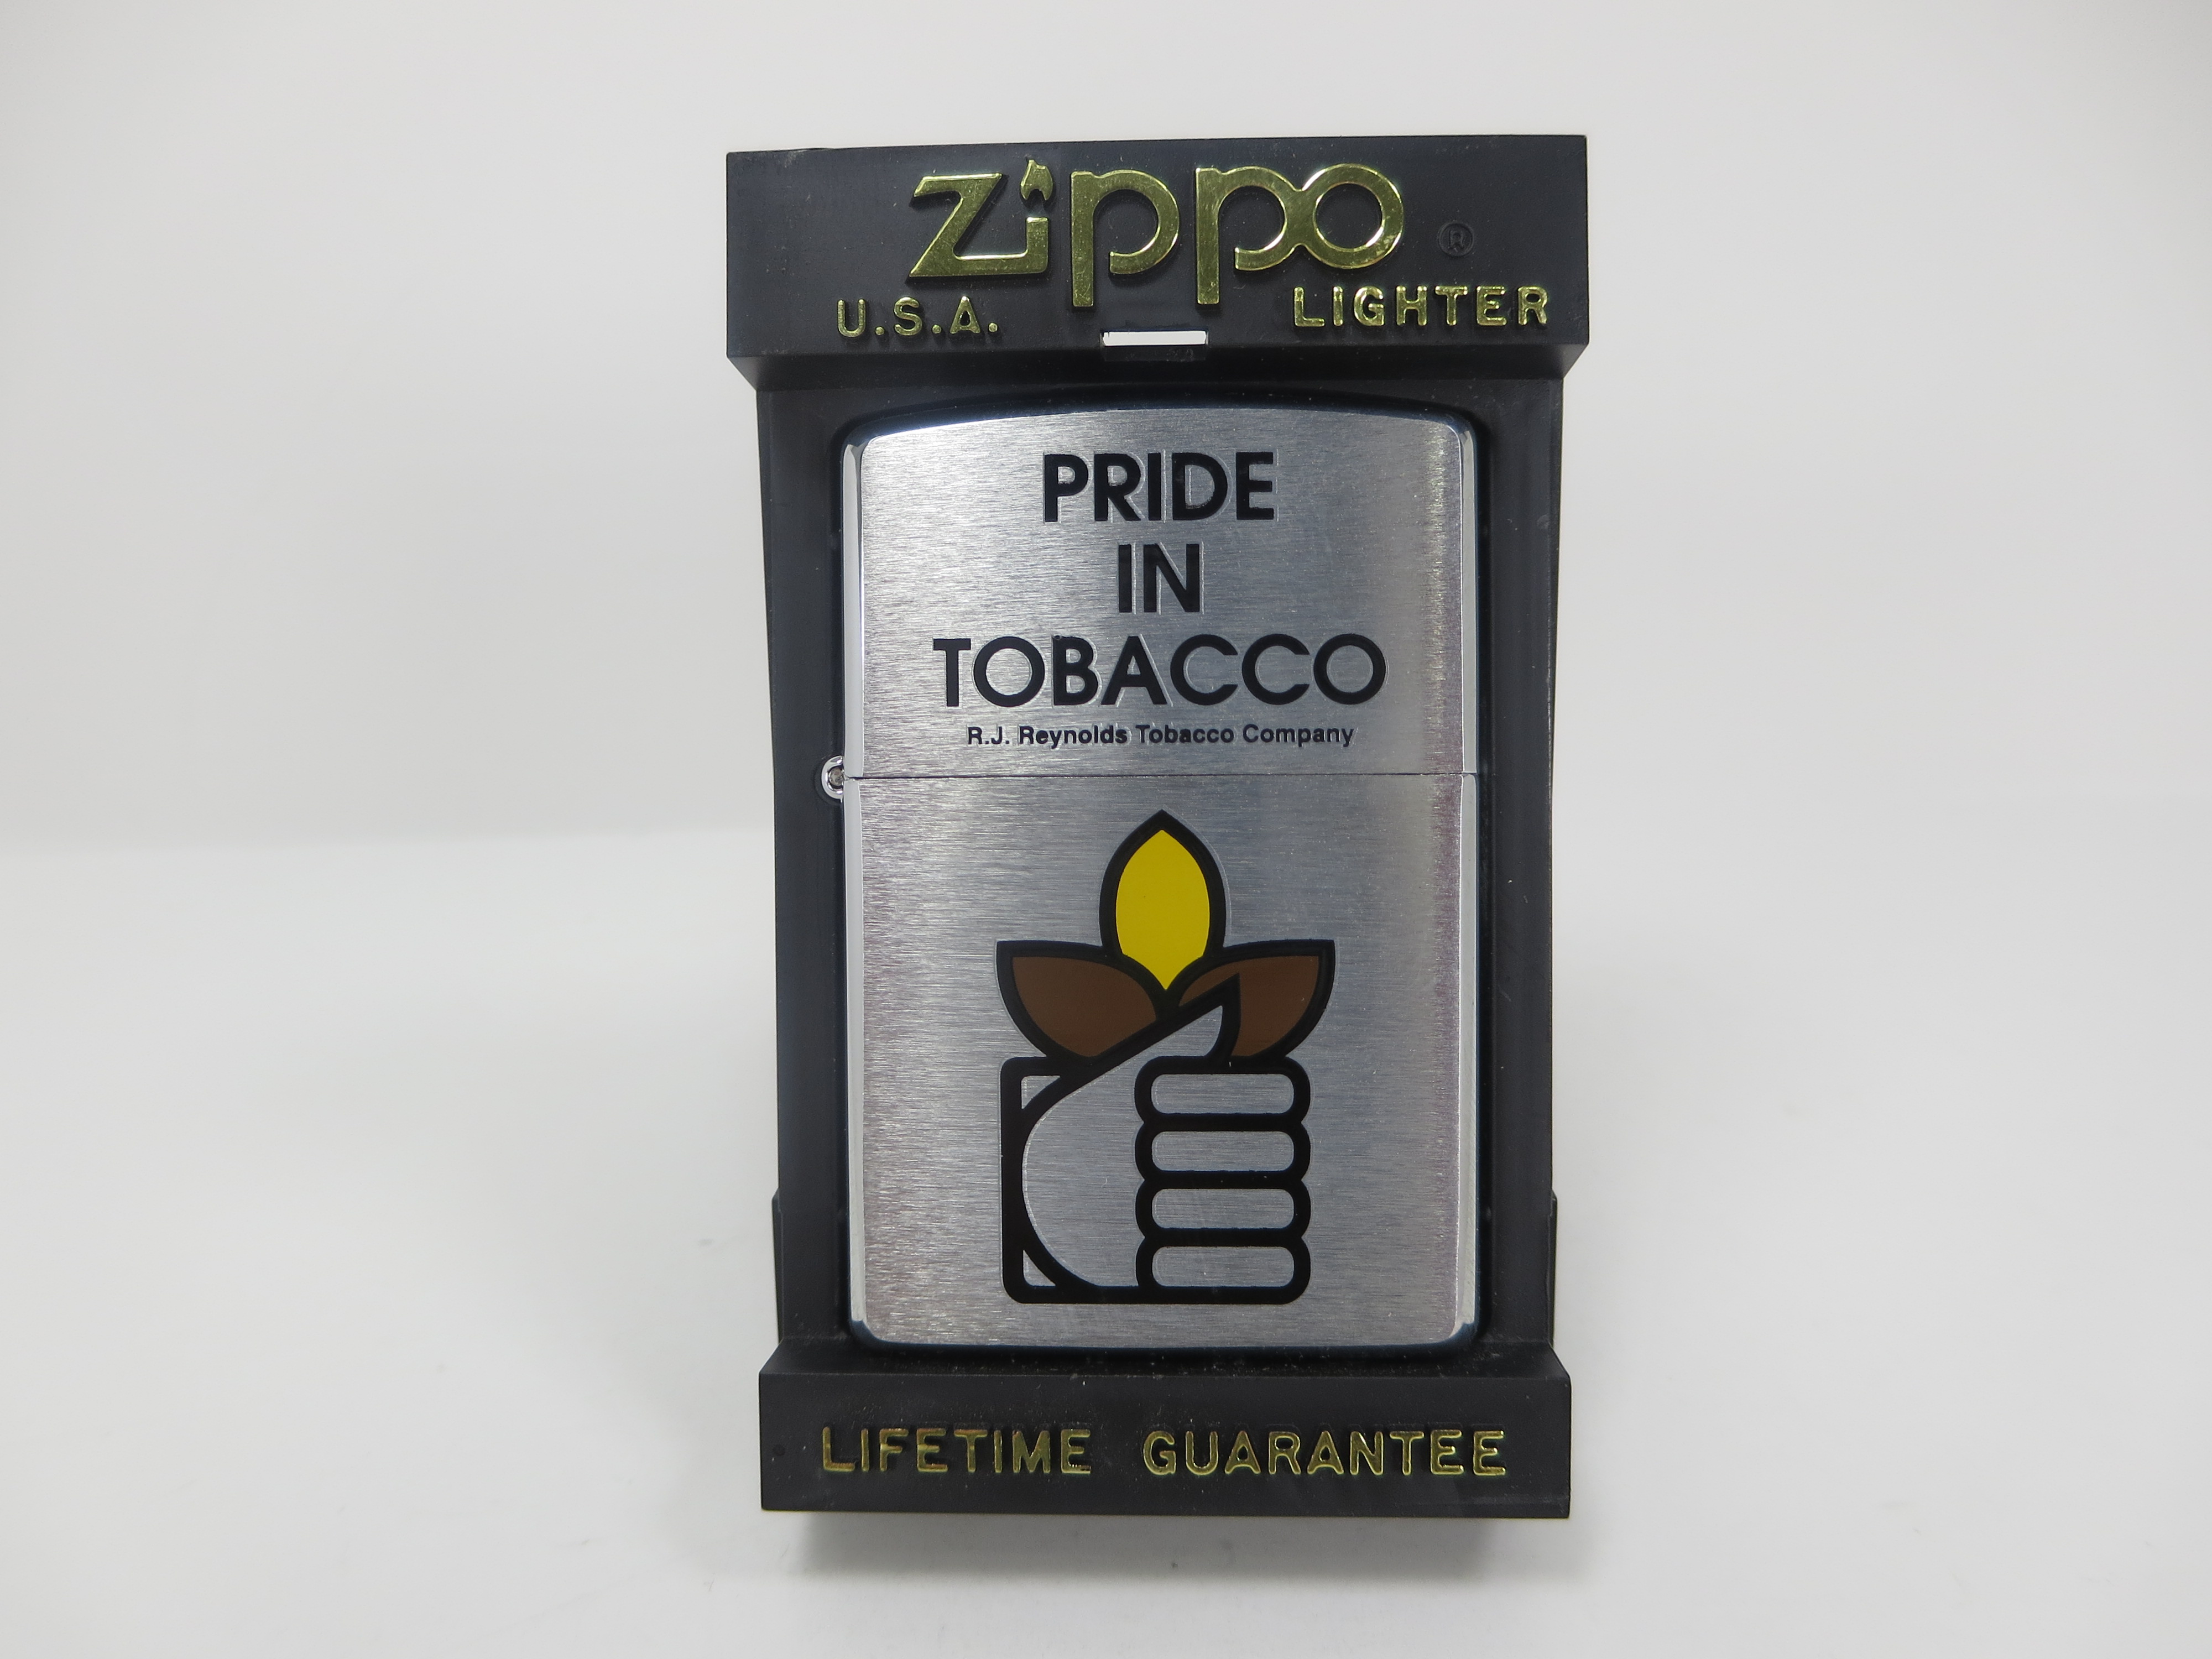 Zippo ®
U.S.A. LIGHTER
PRIDE
IN
TOBACCO
R.J. Reynolds Tobacco Company
LIFETIME GUARANTEE